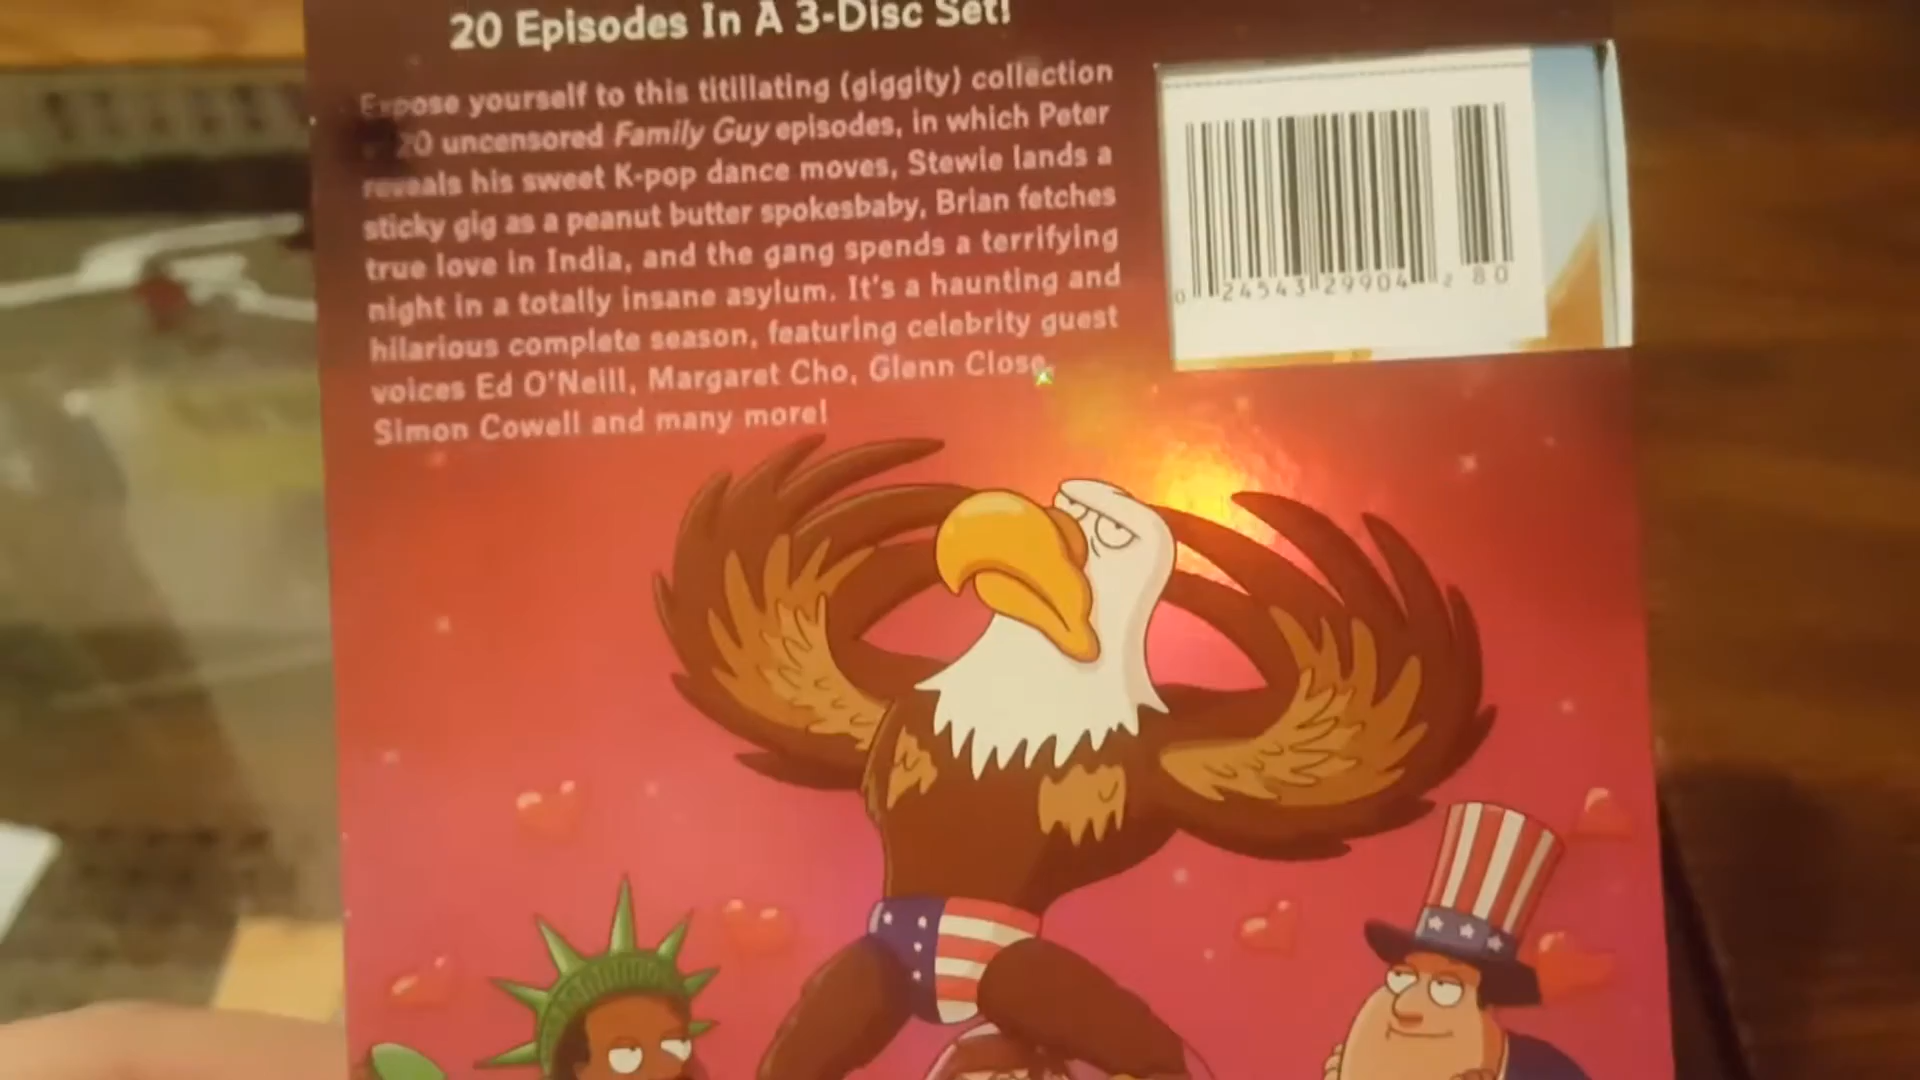 20 Episodes In A 3-Disc Set!
Expose yourself to this titillating (giggity) collection
20 uncensored Family Guy episodes, in which Peter
reveals his sweet K-pop dance moves, Stewie lands a
sticky gig as a peanut butter spokesbaby, Brian fetches
true love in India, and the gang spends a terrifying
night in a totally insane asylum. It's a haunting and
hilarious complete season, featuring celebrity guest
voices Ed O'Neill, Margaret Cho, Glenn Close,
Simon Cowell and many more!
0 24543 29904 2 80